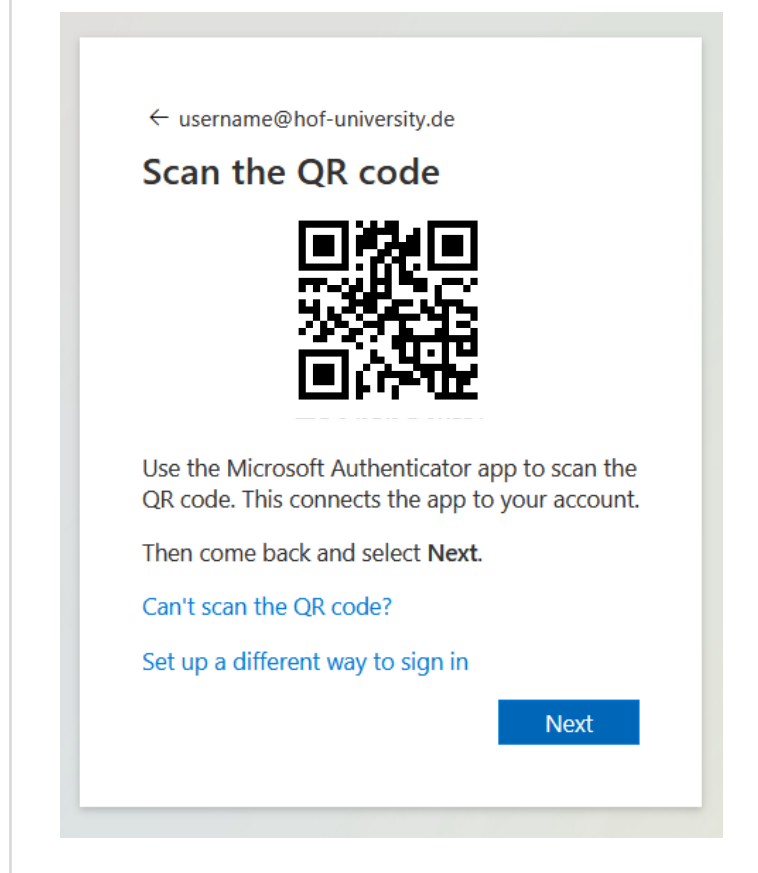 ← username@hof-university.de
Scan the QR code
Use the Microsoft Authenticator app to scan the
QR code. This connects the app to your account.
Then come back and select Next.
Can't scan the QR code?
Set up a different way to sign in
Next